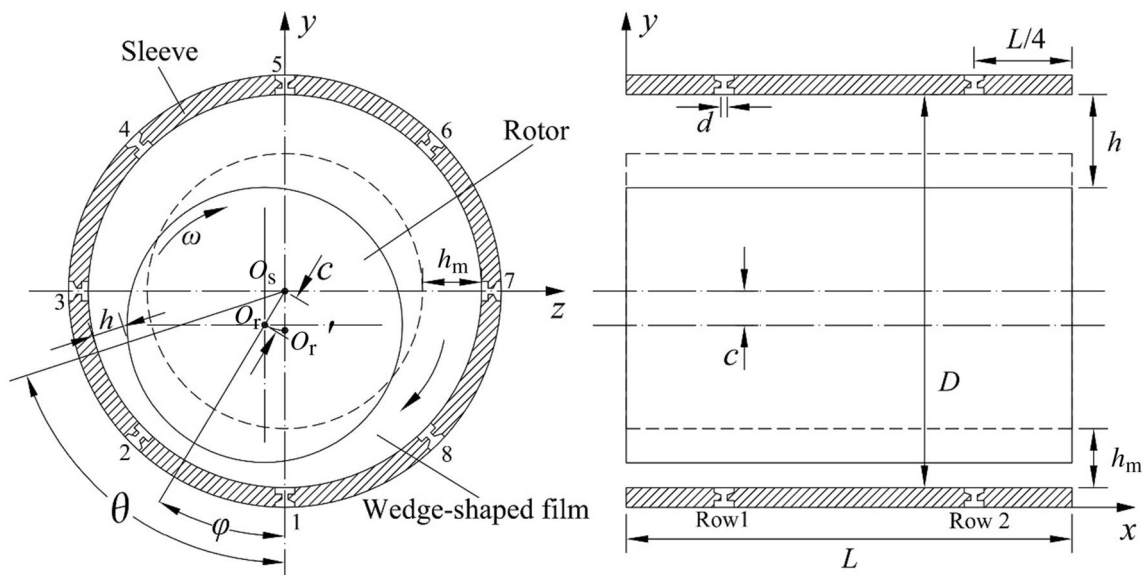 y
Sleeve
5
4
6
Rotor
ω
O_s
c
h_m
3
7
z
h
O_r
O_r'
2
8
θ
φ
1
Wedge-shaped film
y
L/4
d
h
c
D
h_m
Row1
Row 2
x
L